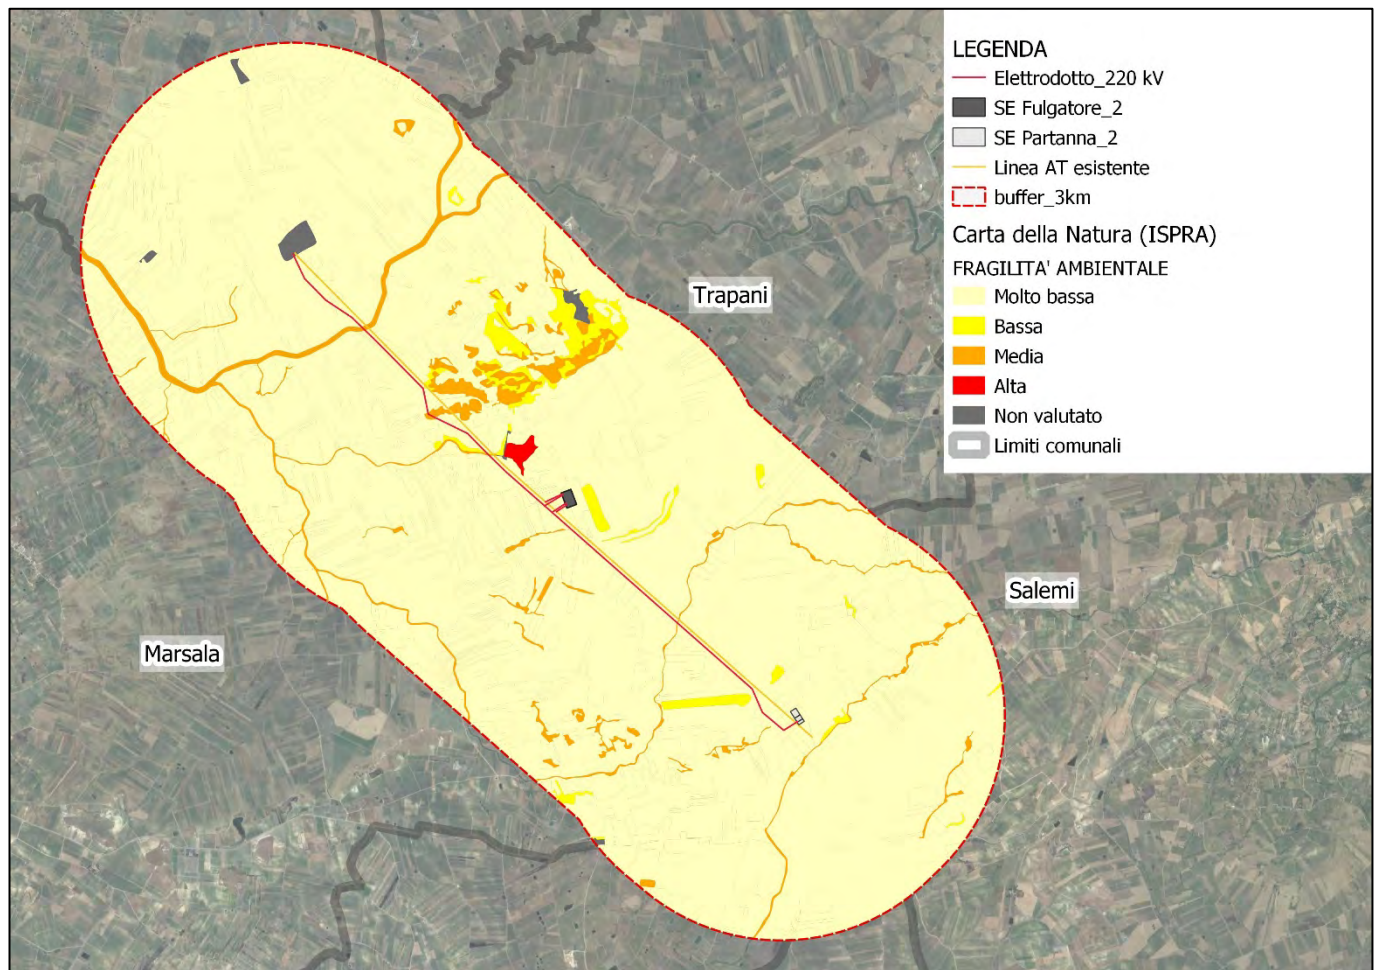 LEGENDA
Elettrodotto_220 kV
SE Fulgatore_2
SE Partanna_2
Linea AT esistente
buffer_3km
Carta della Natura (ISPRA)
FRAGILITA' AMBIENTALE
Molto bassa
Bassa
Media
Alta
Non valutato
Limiti comunali
Trapani
Salemi
Marsala